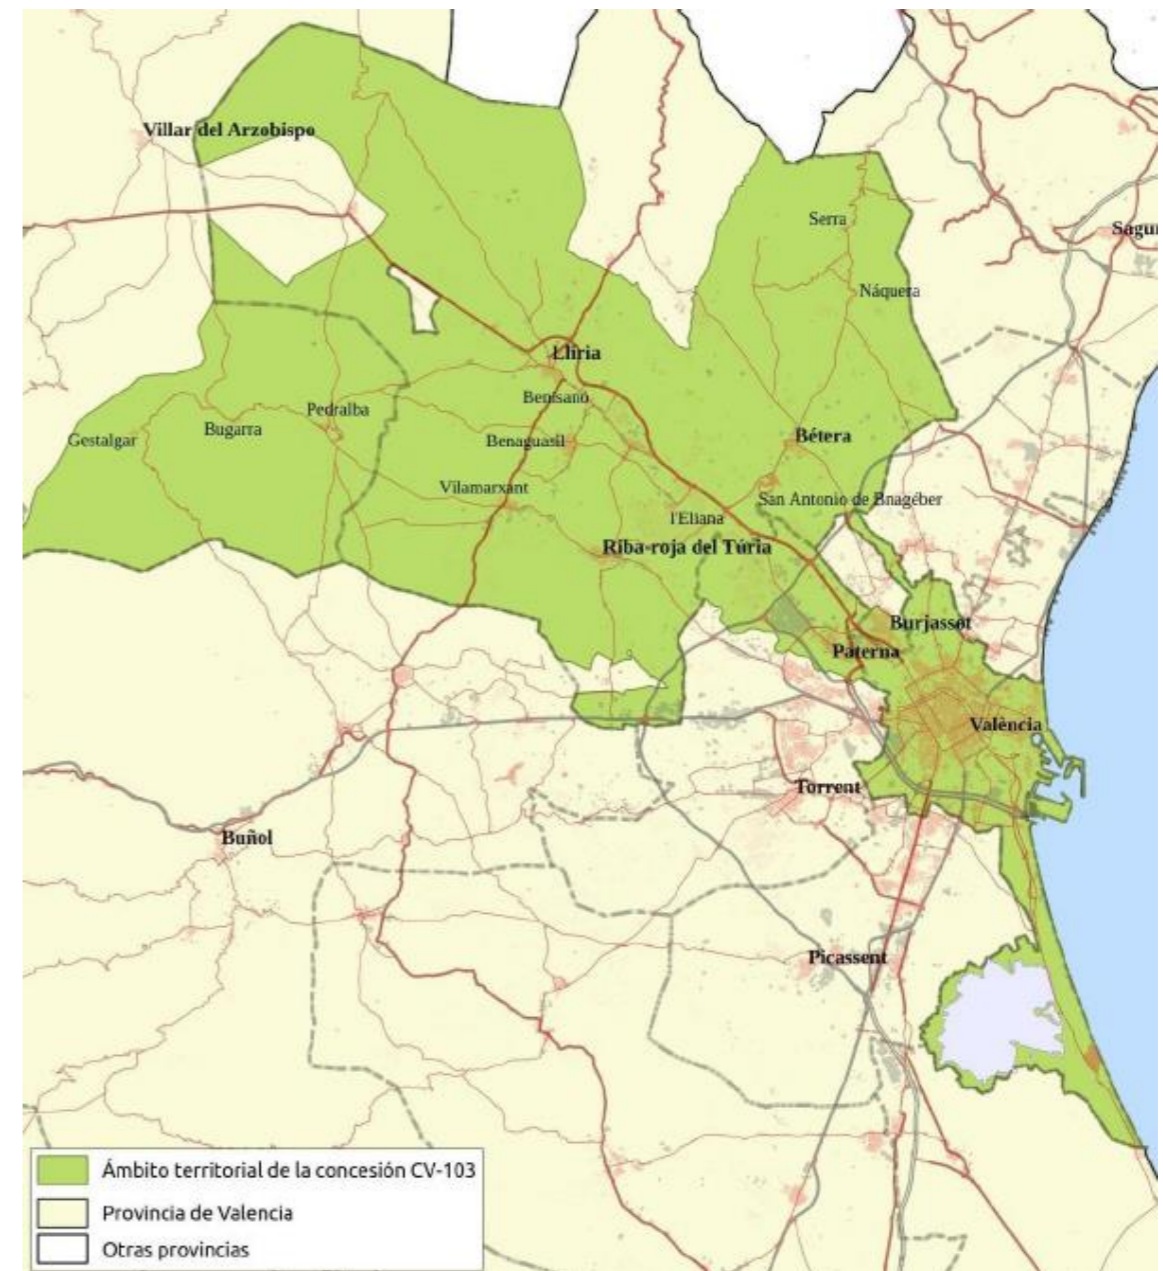 Villar del Arzobispo
Serra
Sagun
Náquera
Llíria
Benisanó
Pedralba
Bugarra
Gestalgar
Benaguasil
Bétera
Vilamarxant
San Antonio de Bnagéber
l'Eliana
Riba-roja del Túria
Burjassot
Paterna
València
Torrent
Buñol
Picassent
Ámbito territorial de la concesión CV-103
Provincia de Valencia
Otras provincias